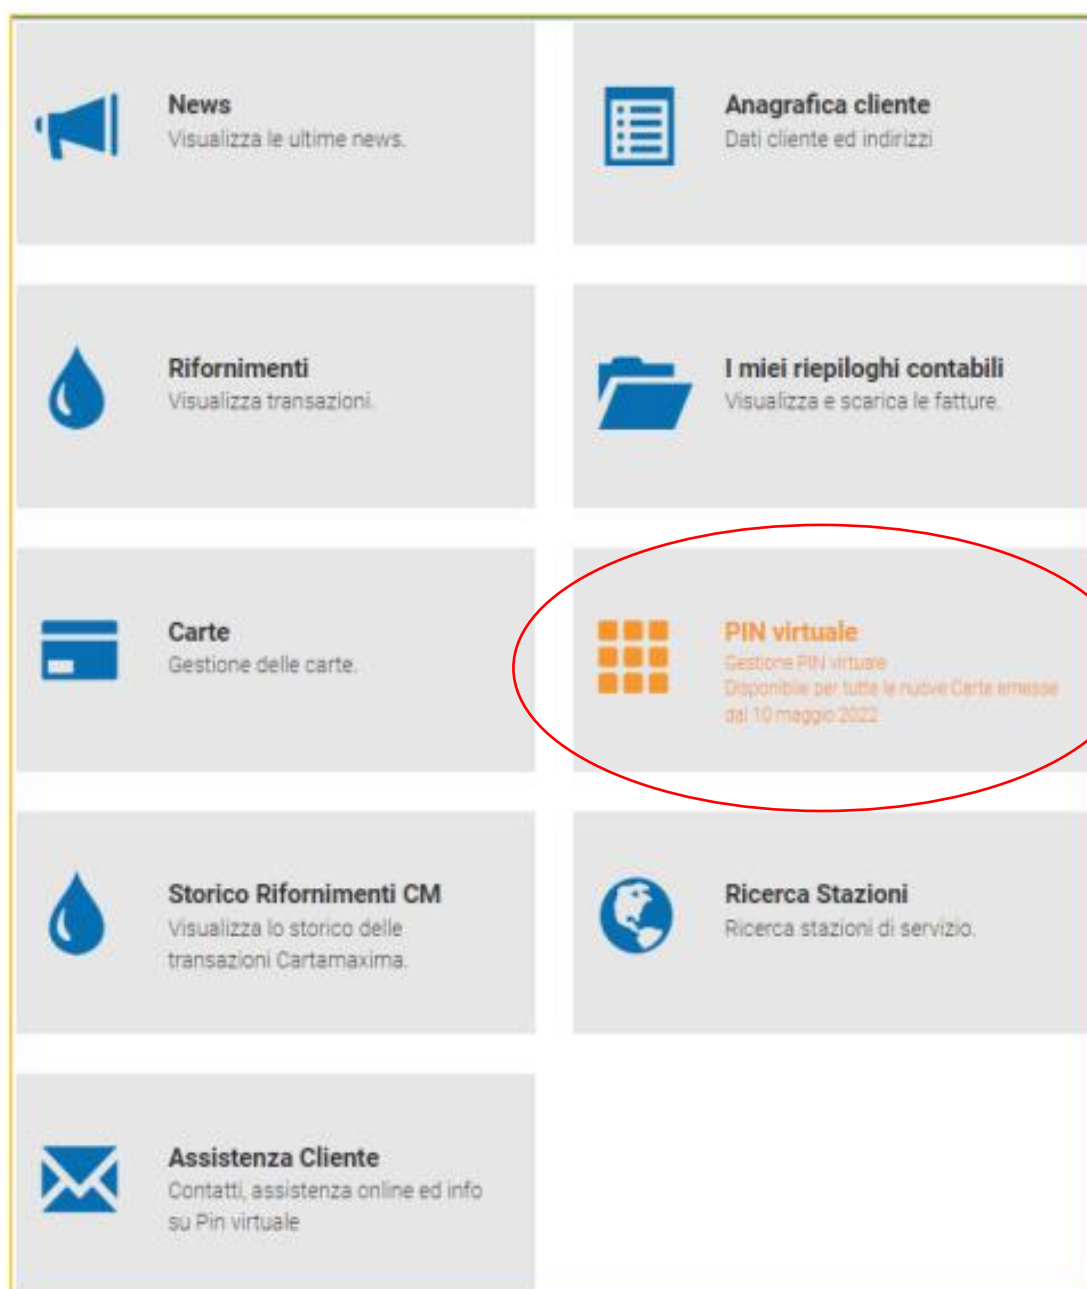 News
Visualizza le ultime news.
Anagrafica cliente
Dati cliente ed indirizzi
Rifornimenti
Visualizza transazioni.
I miei riepiloghi contabili
Visualizza e scarica le fatture.
Carte
Gestione delle carte.
PIN virtuale
Gestione PIN virtuale
Disponibile per tutte le nuove Carte emesse
dal 10 maggio 2022
Storico Rifornimenti CM
Visualizza lo storico delle
transazioni Cartamaxima.
Ricerca Stazioni
Ricerca stazioni di servizio.
Assistenza Cliente
Contatti, assistenza online ed info
su Pin virtuale